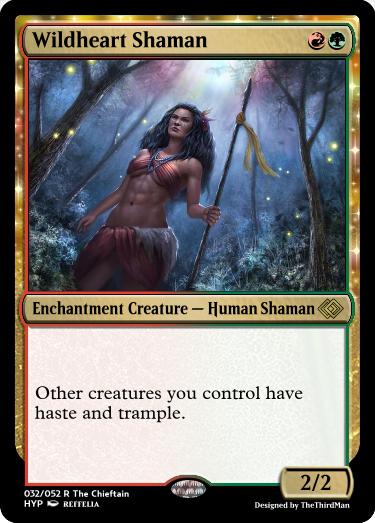 Wildheart Shaman
Enchantment Creature — Human Shaman
Other creatures you control have
haste and trample.
2/2
032/052 R The Chieftain
HYP REITELIA
Designed by TheThirdMan